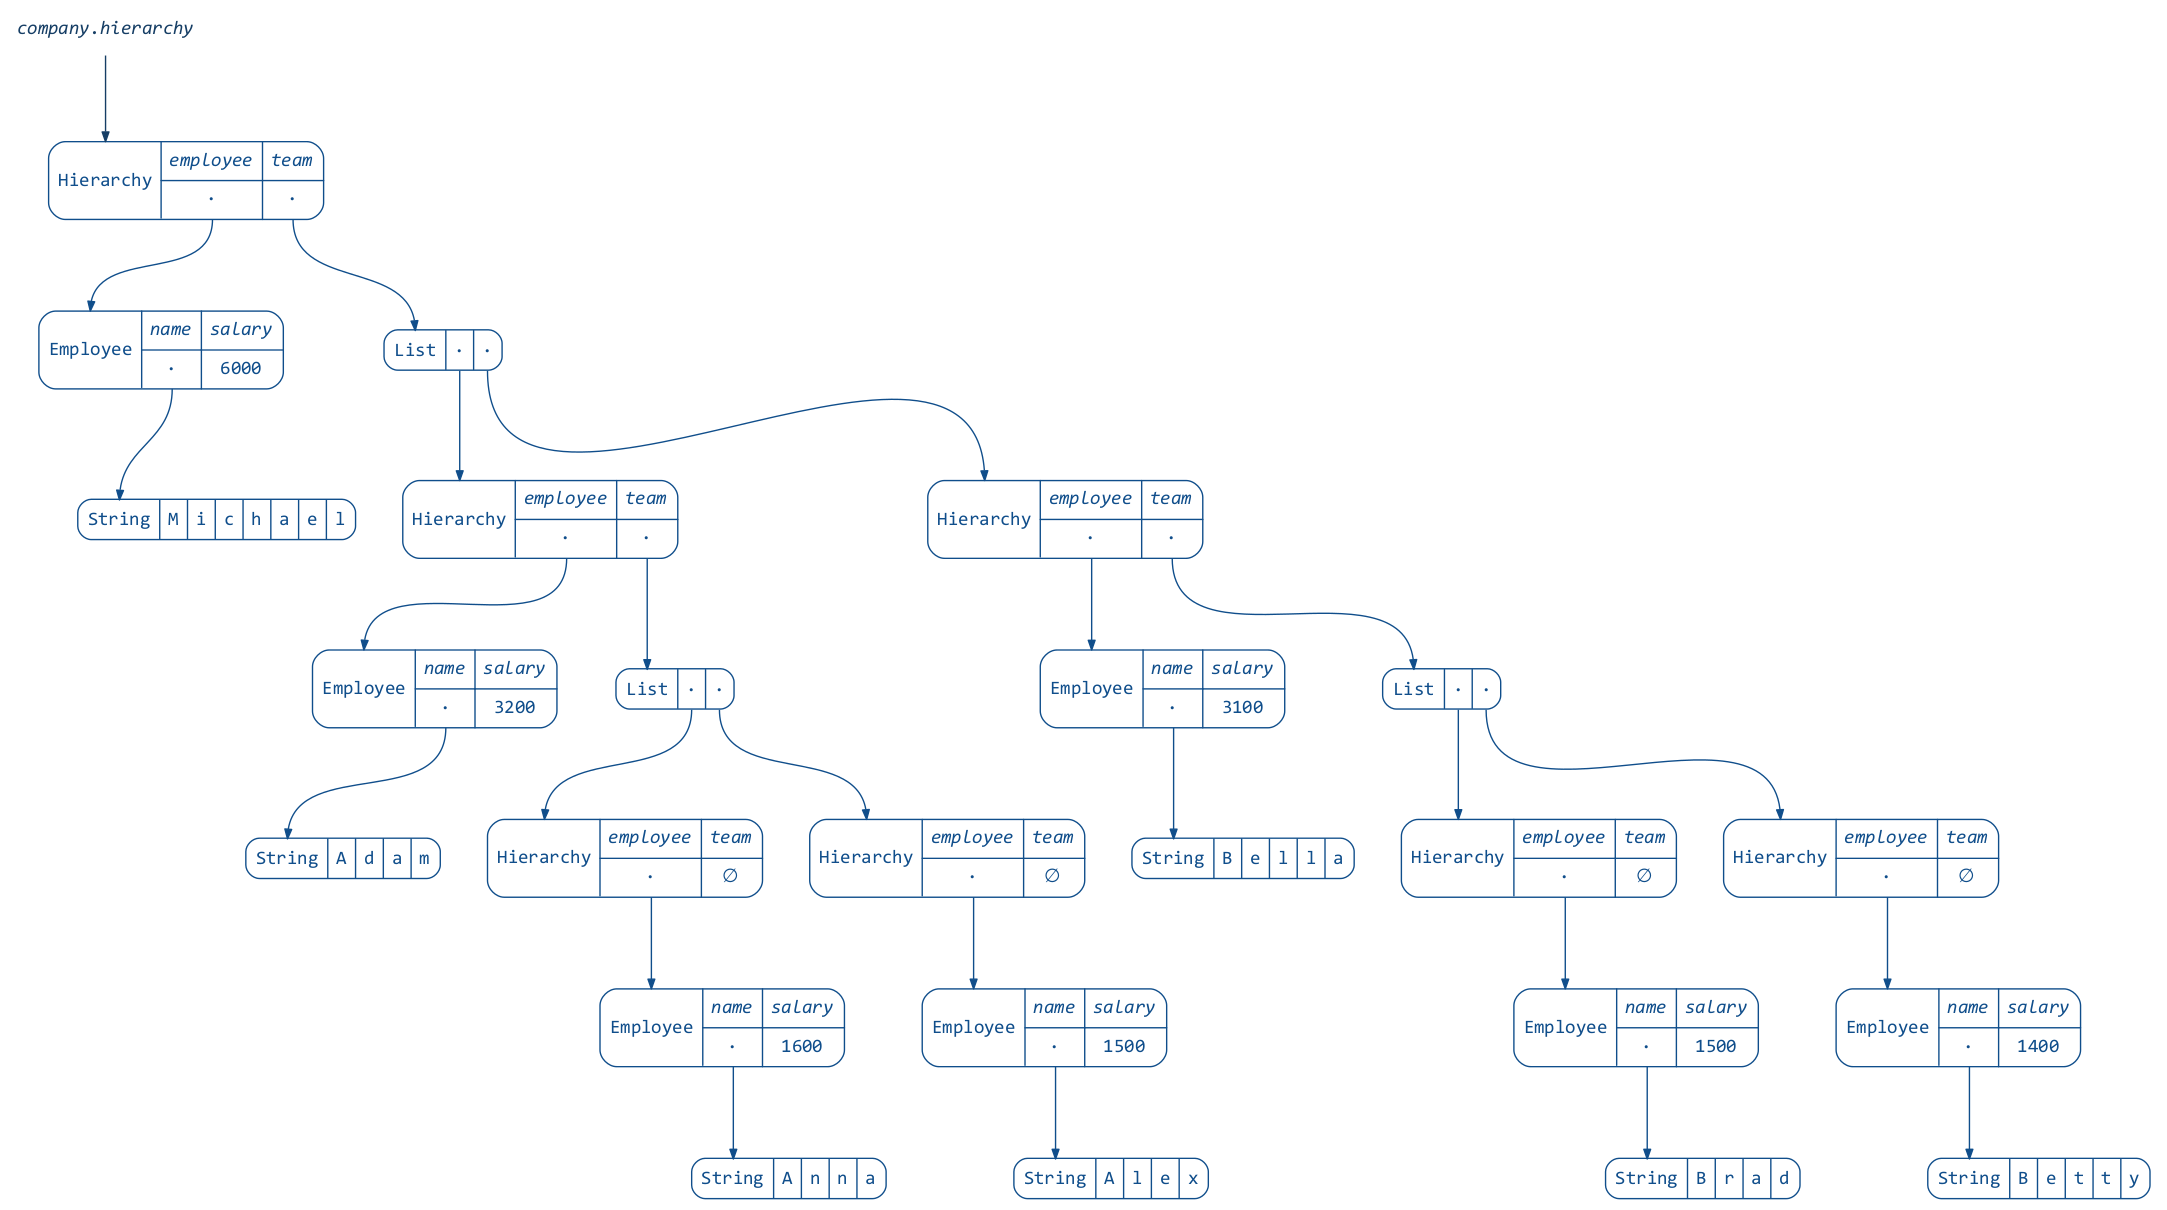 company.hierarchy
Hierarchy employee team
· ·
Employee name salary
· 6000
List · ·
String M i c h a e l
Hierarchy employee team
· ·
Hierarchy employee team
· ·
Employee name salary
· 3200
List · ·
Employee name salary
· 3100
List · ·
String A d a m
Hierarchy employee team
· ∅
Hierarchy employee team
· ∅
String B e l l a
Hierarchy employee team
· ∅
Hierarchy employee team
· ∅
Employee name salary
· 1600
Employee name salary
· 1500
Employee name salary
· 1500
Employee name salary
· 1400
String A n n a
String A l e x
String B r a d
String B e t t y